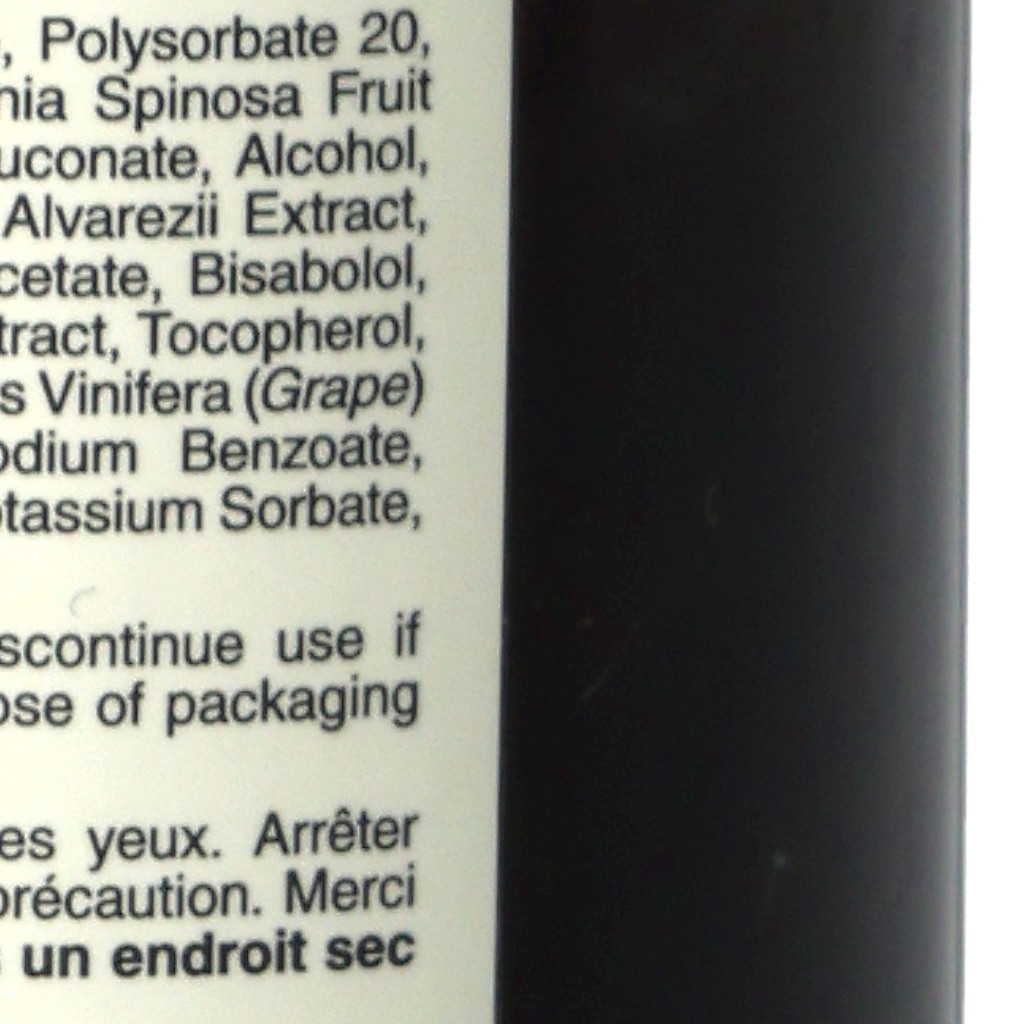 , Polysorbate 20,
nia Spinosa Fruit
uconate, Alcohol,
Alvarezii Extract,
cetate, Bisabolol,
tract, Tocopherol,
s Vinifera (Grape)
odium Benzoate,
otassium Sorbate,
scontinue use if
ose of packaging
es yeux. Arrêter
précaution. Merci
un endroit sec